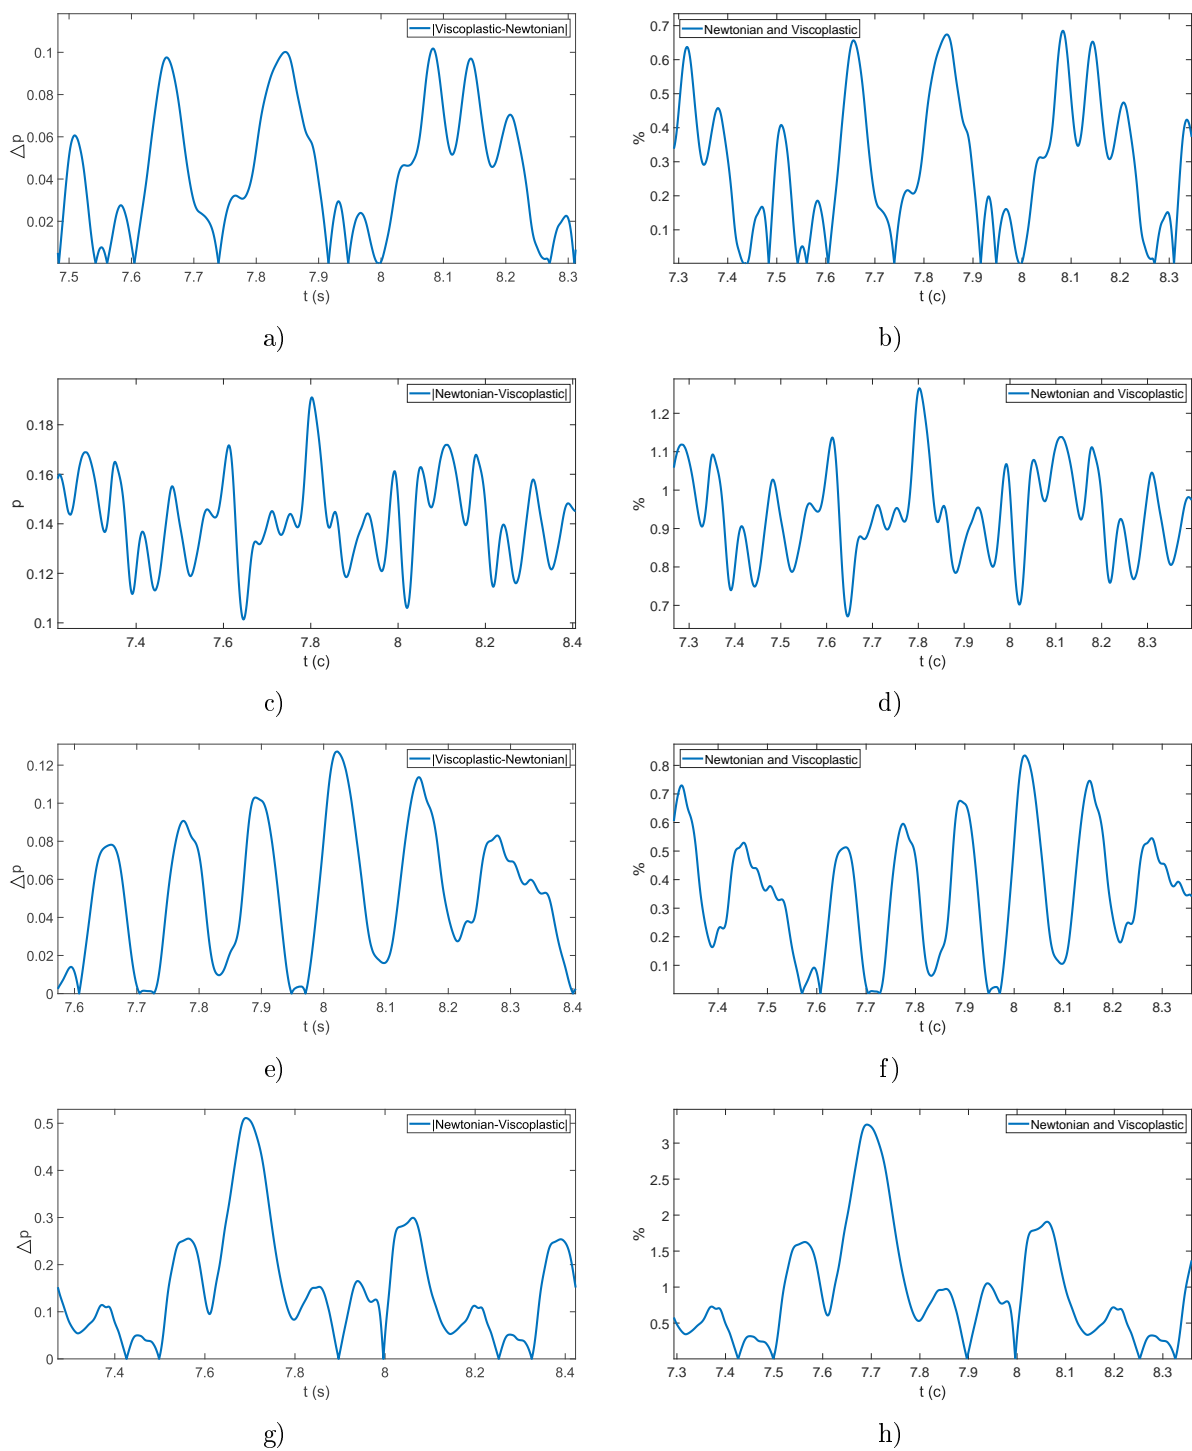 |Viscoplastic-Newtonian|
0.1
0.08
0.06
0.04
0.02
△p
7.5 7.6 7.7 7.8 7.9 8 8.1 8.2 8.3
t (s)
a)
Newtonian and Viscoplastic
0.7
0.6
0.5
0.4
0.3
0.2
0.1
%
7.3 7.4 7.5 7.6 7.7 7.8 7.9 8 8.1 8.2 8.3
t (c)
b)
|Newtonian-Viscoplastic|
0.18
0.16
0.14
0.12
0.1
p
7.4 7.6 7.8 8 8.2 8.4
t (c)
c)
Newtonian and Viscoplastic
1.2
1.1
1
0.9
0.8
0.7
%
7.3 7.4 7.5 7.6 7.7 7.8 7.9 8 8.1 8.2 8.3
t (c)
d)
|Viscoplastic-Newtonian|
0.12
0.1
0.08
0.06
0.04
0.02
0
△p
7.6 7.7 7.8 7.9 8 8.1 8.2 8.3 8.4
t (s)
e)
Newtonian and Viscoplastic
0.8
0.7
0.6
0.5
0.4
0.3
0.2
0.1
%
7.4 7.5 7.6 7.7 7.8 7.9 8 8.1 8.2 8.3
t (c)
f)
|Newtonian-Viscoplastic|
0.5
0.4
0.3
0.2
0.1
0
△p
7.4 7.6 7.8 8 8.2 8.4
t (s)
g)
Newtonian and Viscoplastic
3
2.5
2
1.5
1
0.5
%
7.3 7.4 7.5 7.6 7.7 7.8 7.9 8 8.1 8.2 8.3
t (c)
h)